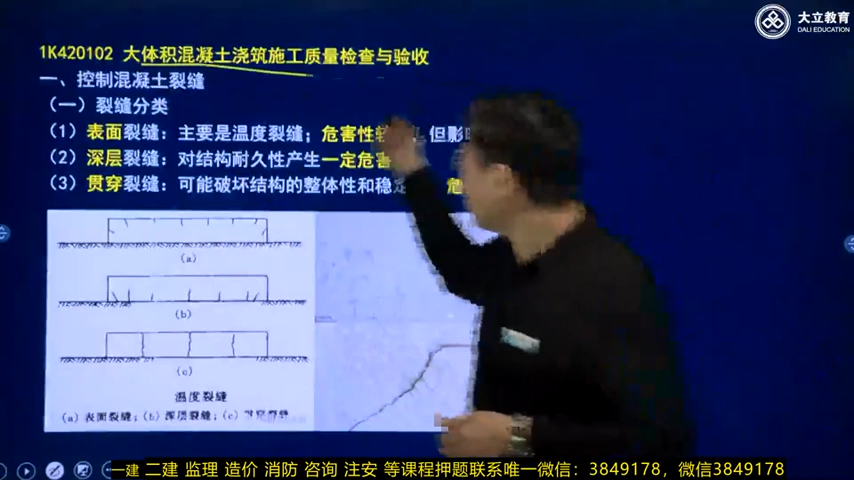 大立教育
DALI EDUCATION
1K420102 大体积混凝土浇筑施工质量检查与验收
一、控制混凝土裂缝
（一）裂缝分类
（1）表面裂缝：主要是温度裂缝；危害性 但影
（2）深层裂缝：对结构耐久性产生一定危害
（3）贯穿裂缝：可能破坏结构的整体性和稳定 危
(a)
(b)
(c)
温度裂缝
(a) 表面裂缝；(b) 深层裂缝；(c)
一建 二建 监理 造价 消防 咨询 注安 等课程押题联系唯一微信：3849178，微信3849178